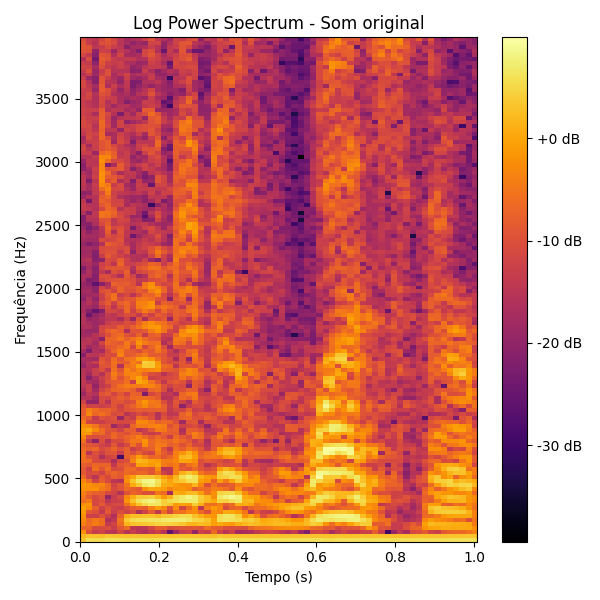 Log Power Spectrum - Som original
Frequência (Hz)
3500
3000
2500
2000
1500
1000
500
0
0.0
0.2
0.4
0.6
0.8
1.0
Tempo (s)
+0 dB
-10 dB
-20 dB
-30 dB